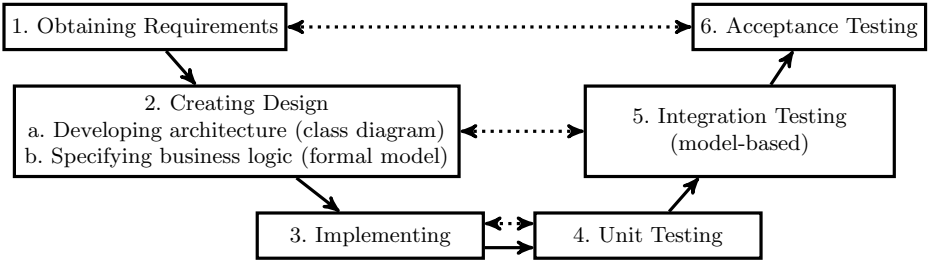 1. Obtaining Requirements
6. Acceptance Testing
2. Creating Design
a. Developing architecture (class diagram)
b. Specifying business logic (formal model)
5. Integration Testing
(model-based)
3. Implementing
4. Unit Testing